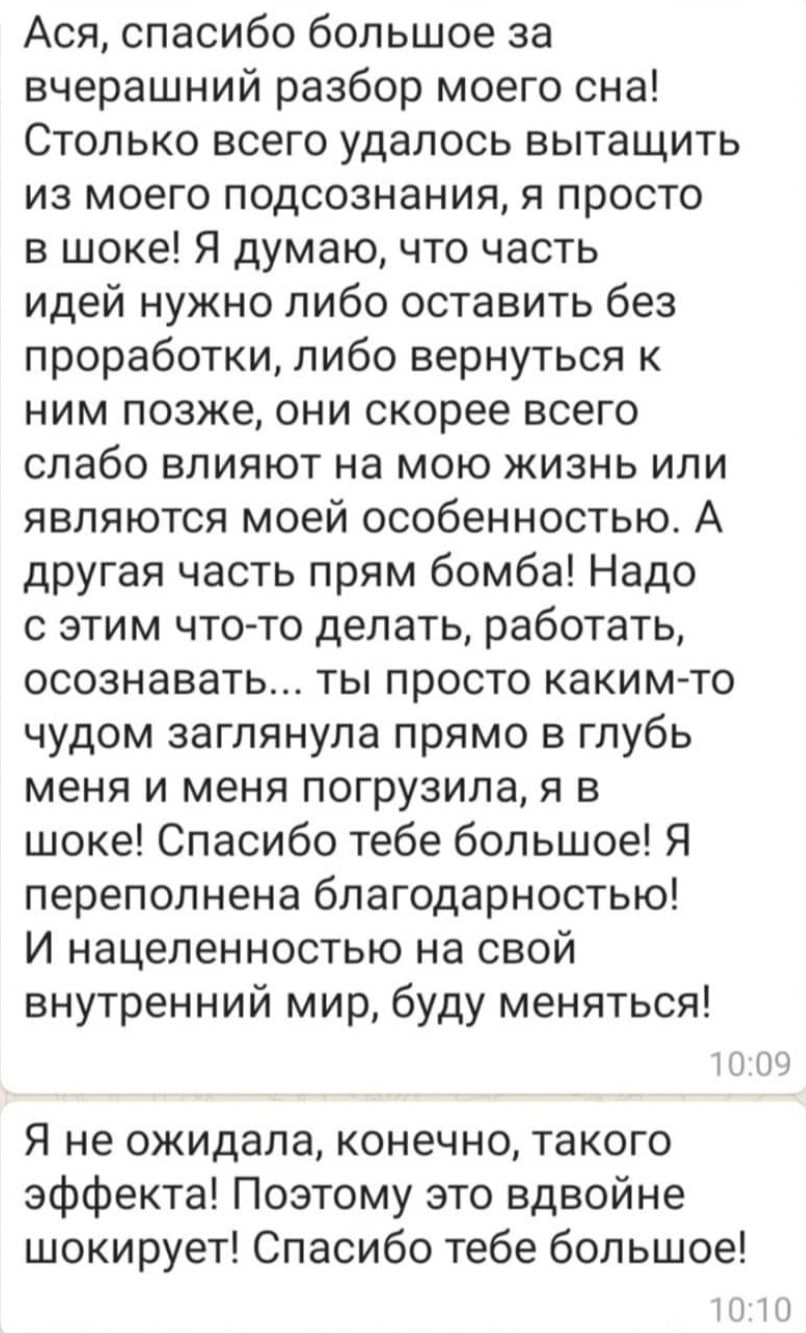 Ася, спасибо большое за
вчерашний разбор моего сна!
Столько всего удалось вытащить
из моего подсознания, я просто
в шоке! Я думаю, что часть
идей нужно либо оставить без
проработки, либо вернуться к
ним позже, они скорее всего
слабо влияют на мою жизнь или
являются моей особенностью. А
другая часть прям бомба! Надо
с этим что-то делать, работать,
осознавать... ты просто каким-то
чудом заглянула прямо в глубь
меня и меня погрузила, я в
шоке! Спасибо тебе большое! Я
переполнена благодарностью!
И нацеленностью на свой
внутренний мир, буду меняться!
10:09
Я не ожидала, конечно, такого
эффекта! Поэтому это вдвойне
шокирует! Спасибо тебе большое!
10:10